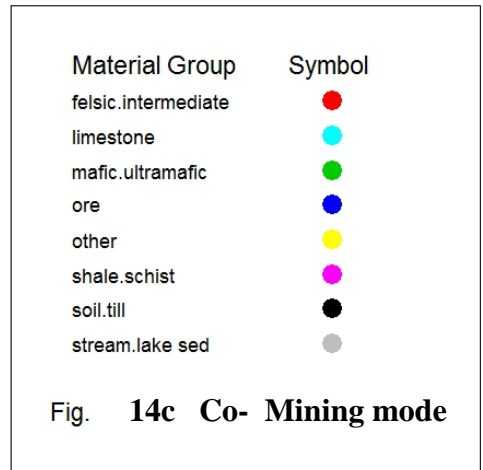 Material Group Symbol
felsic.intermediate
limestone
mafic.ultramafic
ore
other
shale.schist
soil.till
stream.lake sed
Fig. 14c Co- Mining mode